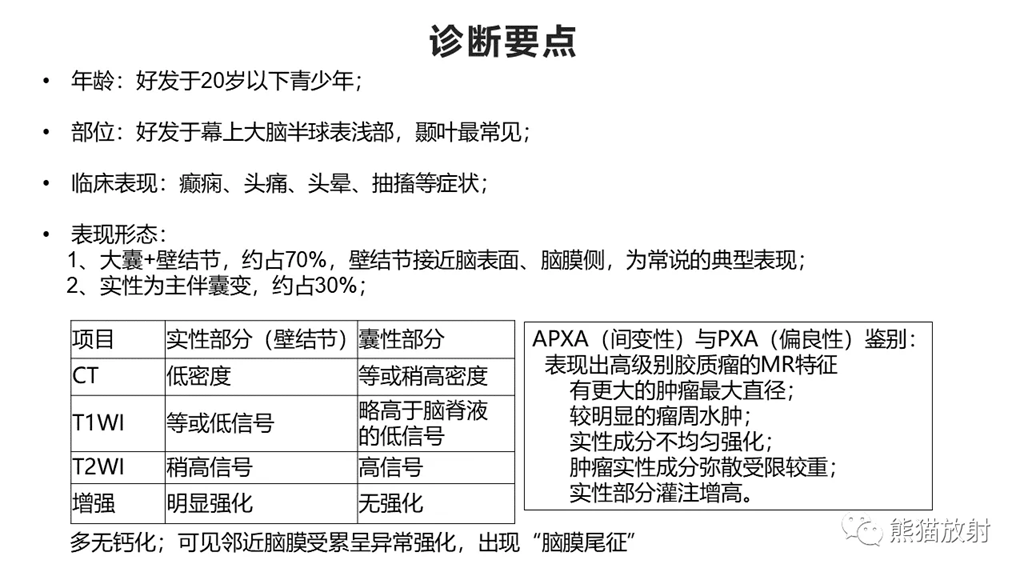 诊断要点
• 年龄：好发于20岁以下青少年；
• 部位：好发于幕上大脑半球表浅部，颞叶最常见；
• 临床表现：癫痫、头痛、头晕、抽搐等症状；
• 表现形态：
1、大囊+壁结节，约占70%，壁结节接近脑表面、脑膜侧，为常说的典型表现；
2、实性为主伴囊变，约占30%；
项目 实性部分（壁结节） 囊性部分
CT 低密度 等或稍高密度
T1WI 等或低信号 略高于脑脊液
的低信号
T2WI 稍高信号 高信号
增强 明显强化 无强化
APXA（间变性）与PXA（偏良性）鉴别：
表现出高级别胶质瘤的MR特征
有更大的肿瘤最大直径；
较明显的瘤周水肿；
实性成分不均匀强化；
肿瘤实性成分弥散受限较重；
实性部分灌注增高。
多无钙化；可见邻近脑膜受累呈异常强化，出现“脑膜尾征”
熊猫放射